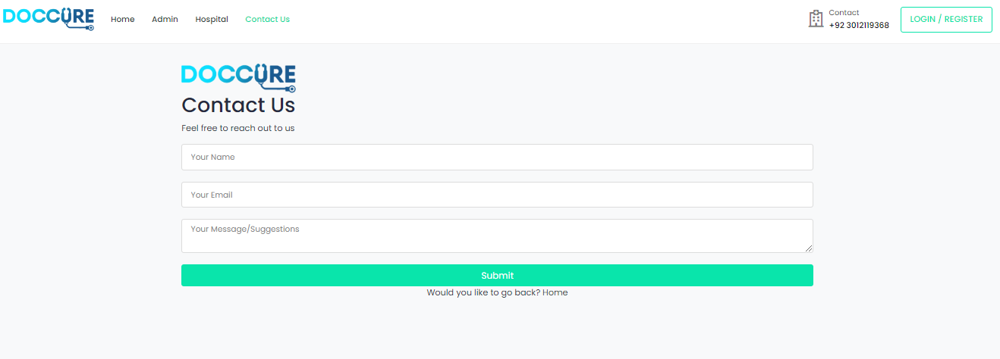 DOCCURE
Home Admin Hospital Contact Us
Contact
+92 3012119368
LOGIN / REGISTER
DOCCURE
Contact Us
Feel free to reach out to us
Your Name
Your Email
Your Message/Suggestions
Submit
Would you like to go back? Home